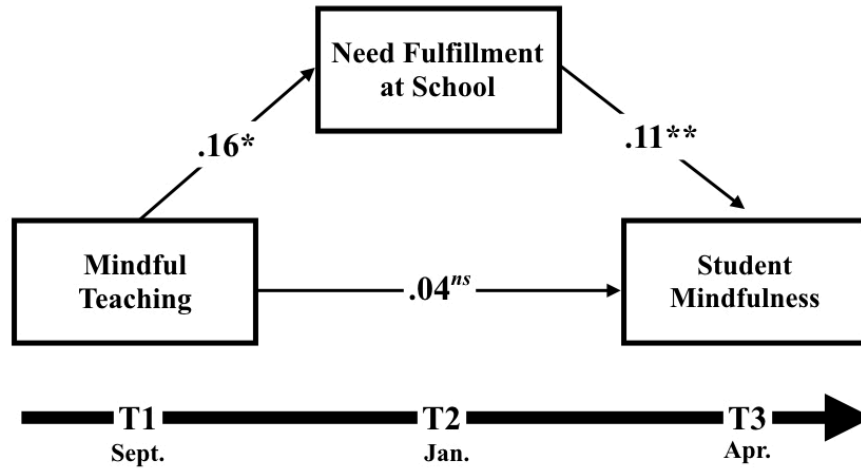 Need Fulfillment
at School
.16*
.11**
Mindful
Teaching
.04ns
Student
Mindfulness
T1
T2
T3
Sept.
Jan.
Apr.